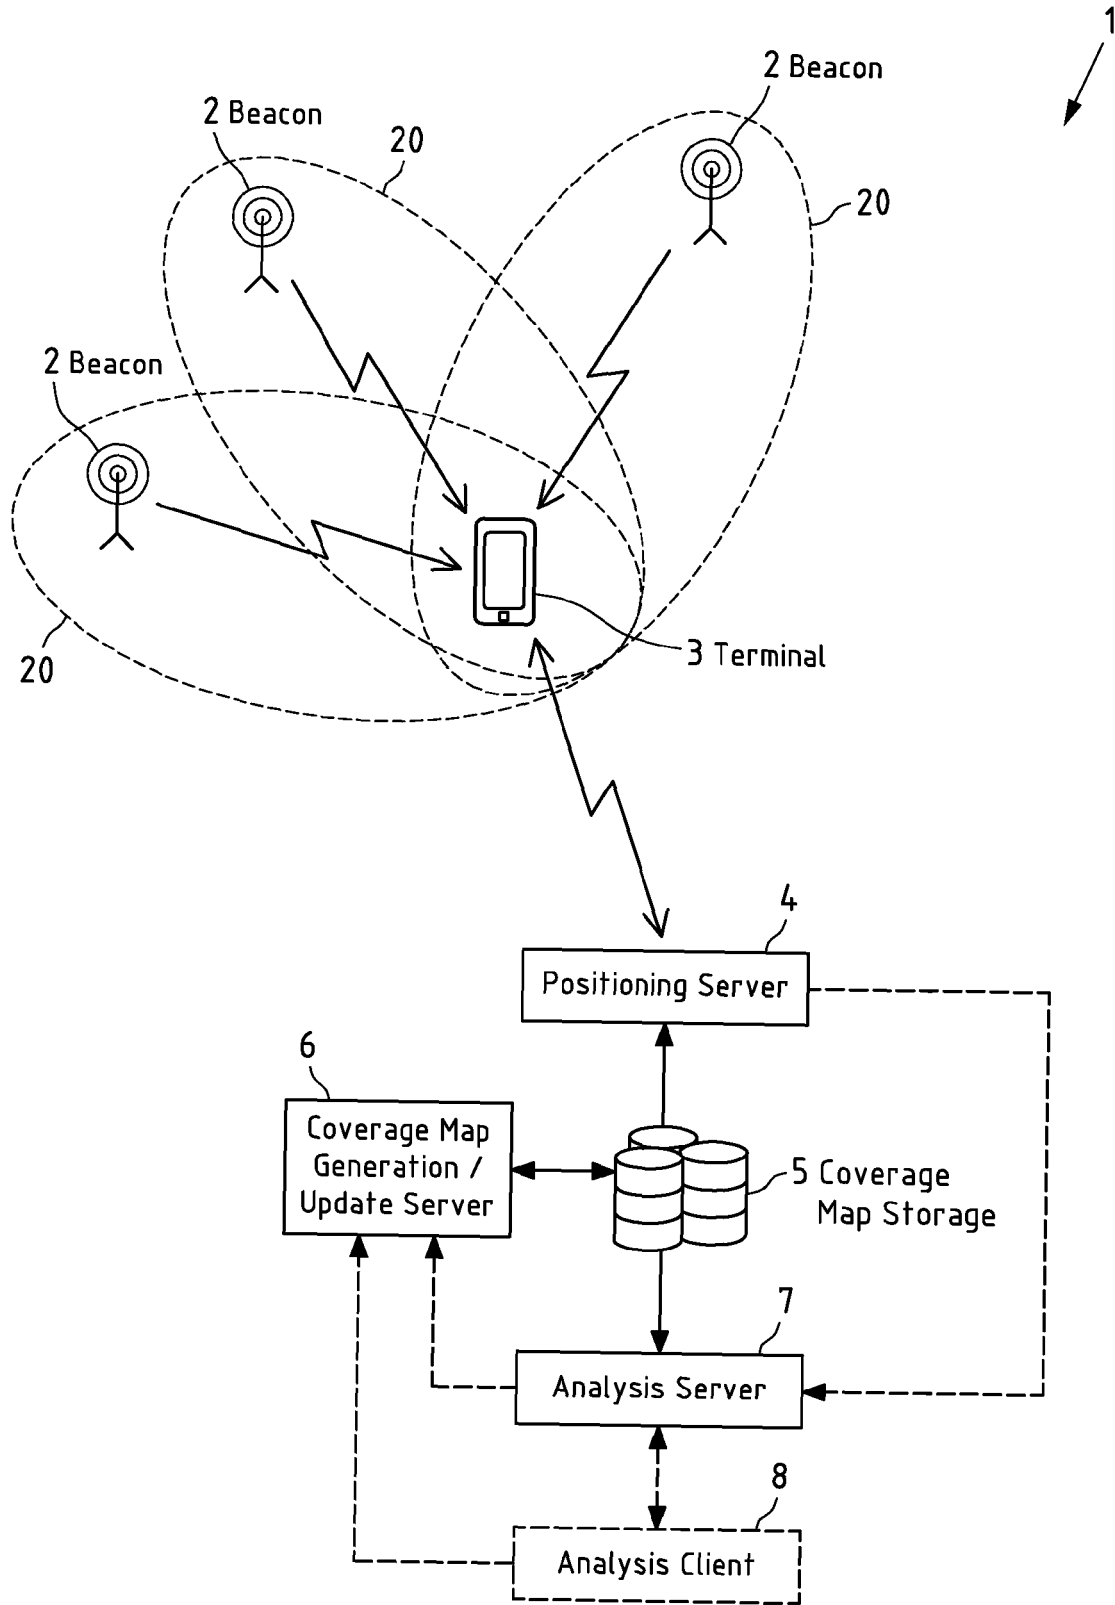 1
2 Beacon
2 Beacon
20
20
2 Beacon
20
3 Terminal
4
Positioning Server
6
Coverage Map
Generation /
Update Server
5 Coverage
Map Storage
7
Analysis Server
8
Analysis Client